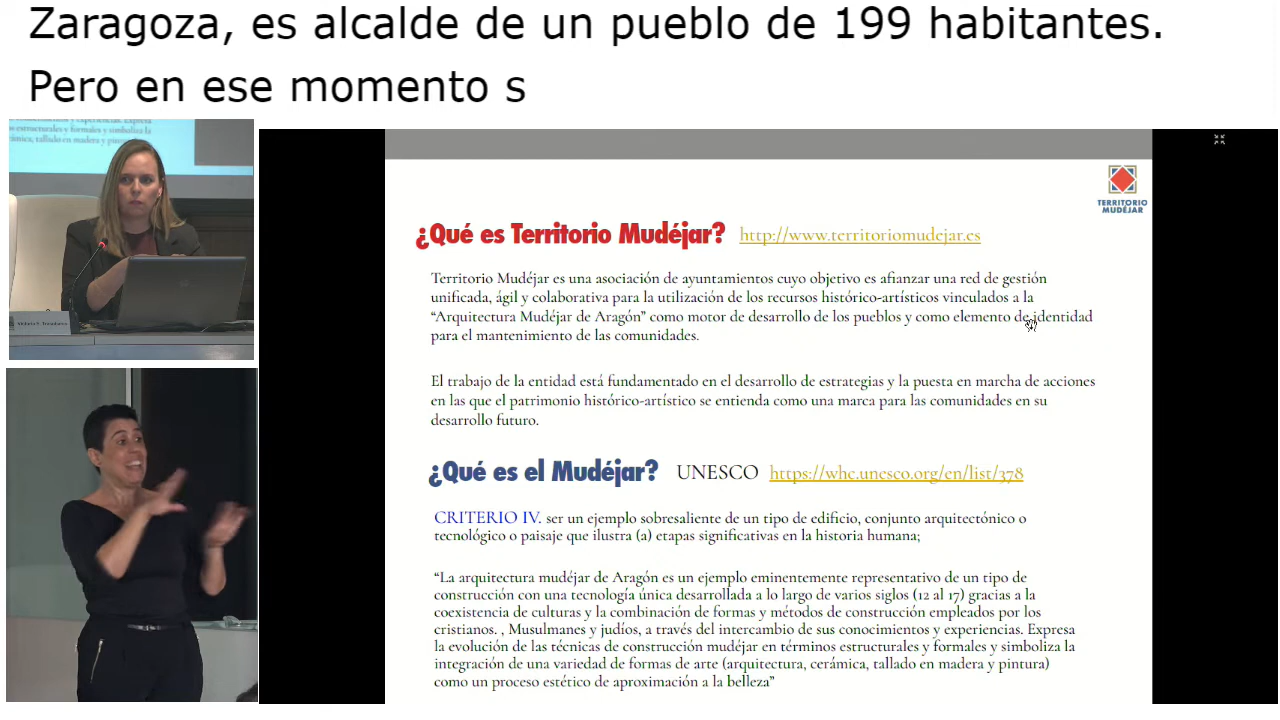 Zaragoza, es alcalde de un pueblo de 199 habitantes.
Pero en ese momento s
TERRITORIO
MUDÉJAR
¿Qué es Territorio Mudéjar? http://www.territoriomudejar.es
Territorio Mudéjar es una asociación de ayuntamientos cuyo objetivo es afianzar una red de gestión
unificada, ágil y colaborativa para la utilización de los recursos histórico-artísticos vinculados a la
“Arquitectura Mudéjar de Aragón” como motor de desarrollo de los pueblos y como elemento de identidad
para el mantenimiento de las comunidades.
El trabajo de la entidad está fundamentado en el desarrollo de estrategias y la puesta en marcha de acciones
en las que el patrimonio histórico-artístico se entienda como una marca para las comunidades en su
desarrollo futuro.
¿Qué es el Mudéjar? UNESCO https://whc.unesco.org/en/list/378
CRITERIO IV. ser un ejemplo sobresaliente de un tipo de edificio, conjunto arquitectónico o
tecnológico o paisaje que ilustra (a) etapas significativas en la historia humana;
“La arquitectura mudéjar de Aragón es un ejemplo eminentemente representativo de un tipo de
construcción con una tecnología única desarrollada a lo largo de varios siglos (12 al 17) gracias a la
coexistencia de culturas y la combinación de formas y métodos de construcción empleados por los
cristianos. , Musulmanes y judíos, a través del intercambio de sus conocimientos y experiencias. Expresa
la evolución de las técnicas de construcción mudéjar en términos estructurales y formales y simboliza la
integración de una variedad de formas de arte (arquitectura, cerámica, tallado en madera y pintura)
como un proceso estético de aproximación a la belleza”